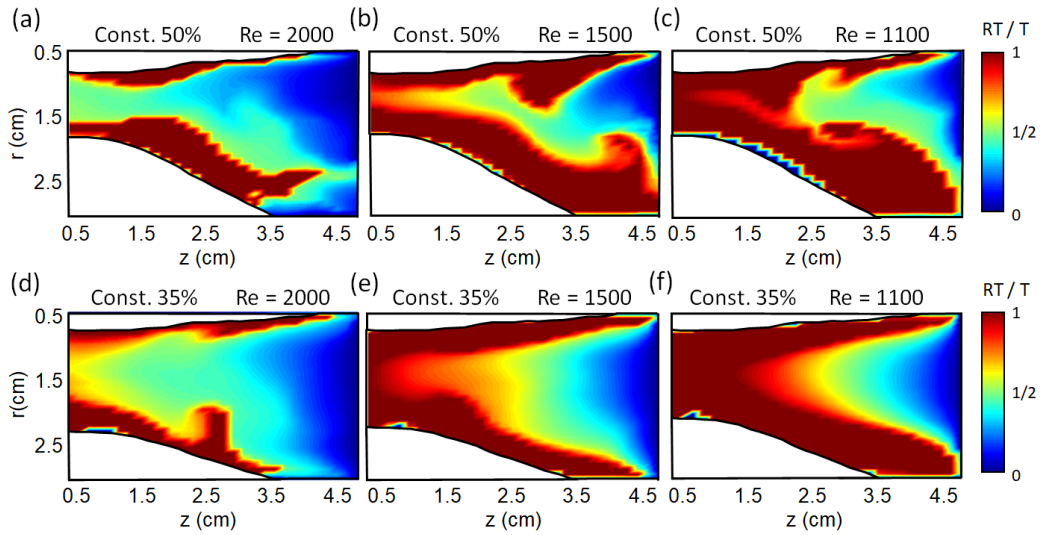 (a) Const. 50% Re = 2000
(b) Const. 50% Re = 1500
(c) Const. 50% Re = 1100
RT / T
0.5
1.5
2.5
r (cm)
0.5 1.5 2.5 3.5 4.5
z (cm)
0.5 1.5 2.5 3.5 4.5
z (cm)
0.5 1.5 2.5 3.5 4.5
z (cm)
1
1/2
0
(d) Const. 35% Re = 2000
(e) Const. 35% Re = 1500
(f) Const. 35% Re = 1100
RT / T
0.5
1.5
2.5
r(cm)
0.5 1.5 2.5 3.5 4.5
z (cm)
0.5 1.5 2.5 3.5 4.5
z (cm)
0.5 1.5 2.5 3.5 4.5
z (cm)
1
1/2
0